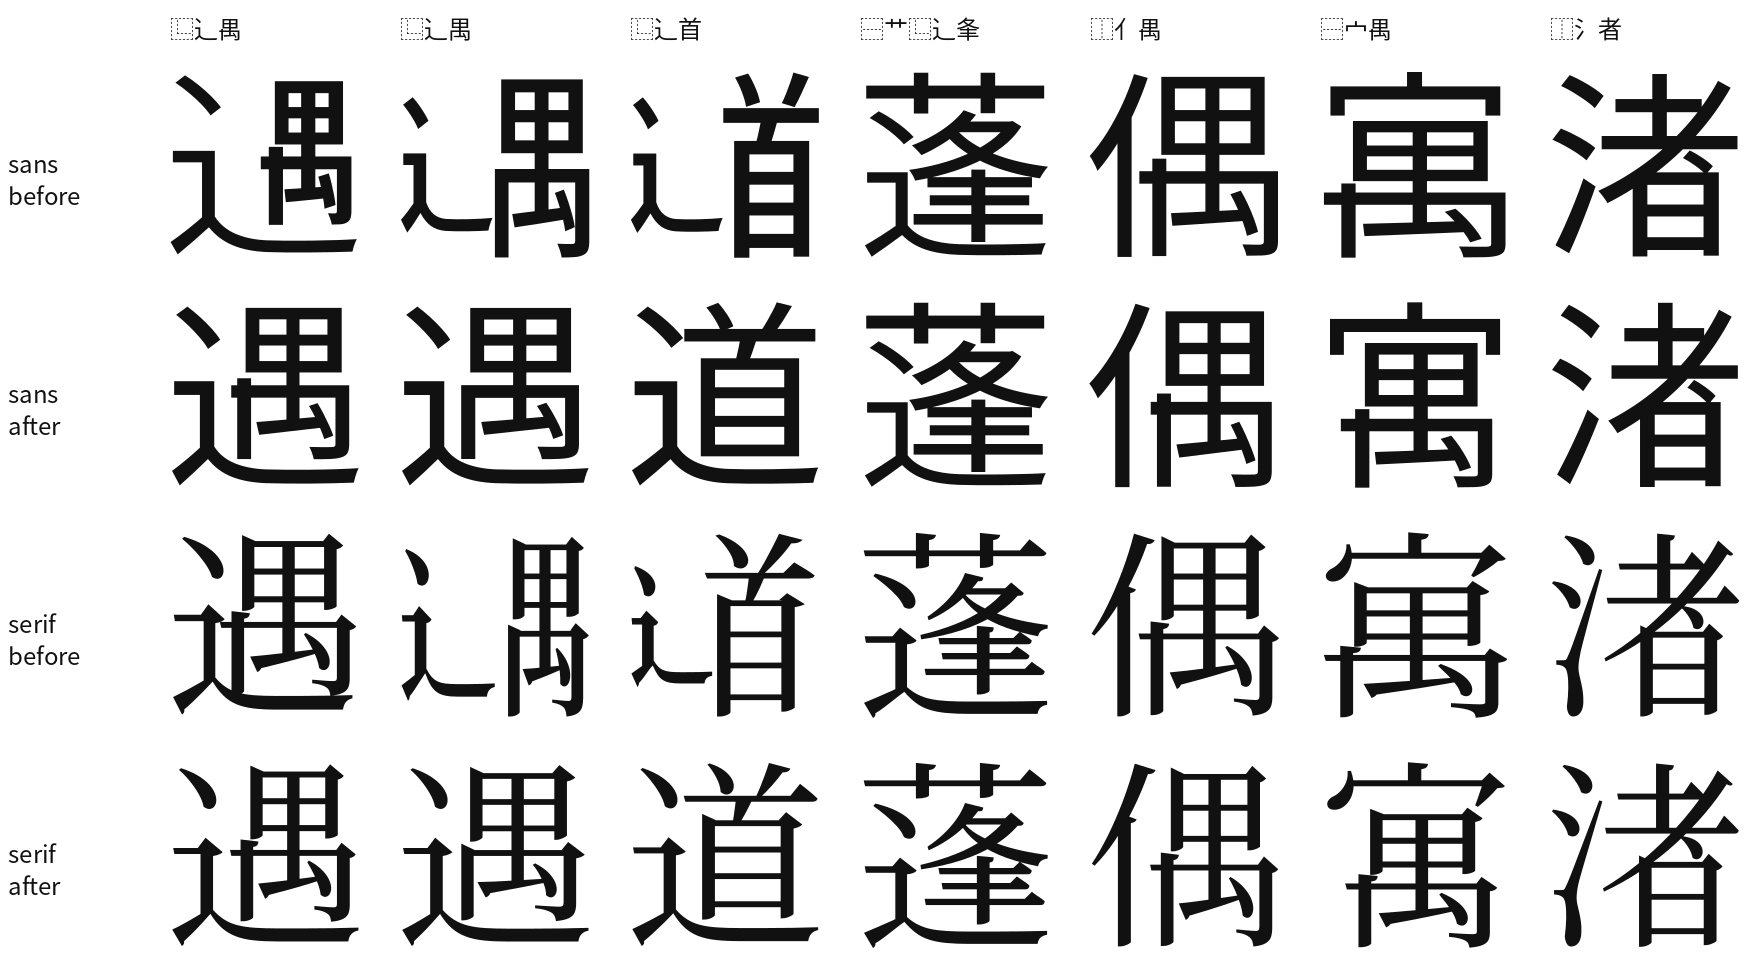 ⿺辶禺 ⿺辶禺 ⿺辶首 ⿱艹⿺辶夆 ⿰亻禺 ⿱宀禺 ⿰氵者
sans before 遇 遇 道 蓬 偶 寓 渚
sans after 遇 遇 道 蓬 偶 寓 渚
serif before 遇 遇 道 蓬 偶 寓 渚
serif after 遇 遇 道 蓬 偶 寓 渚